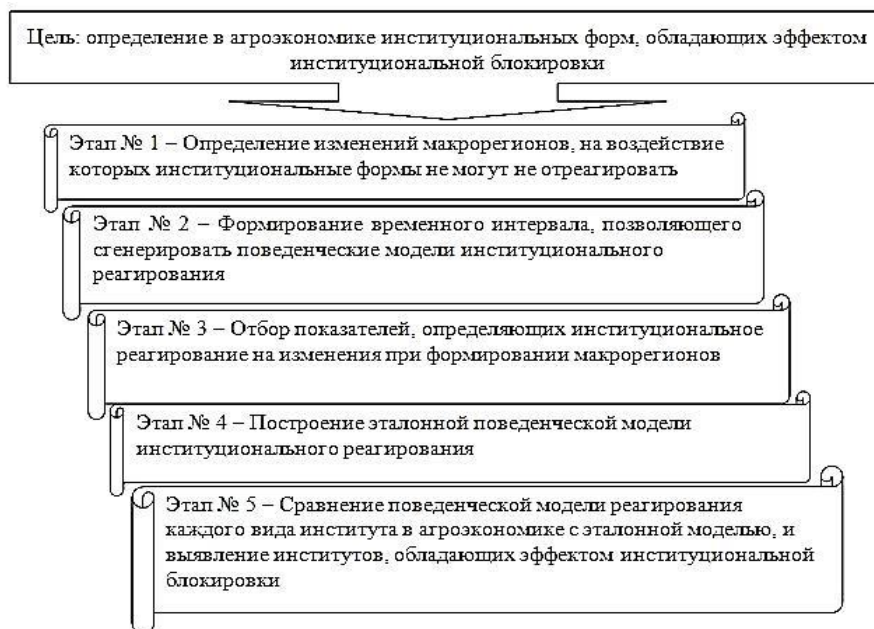 Цель: определение в агроэкономике институциональных форм, обладающих эффектом
институциональной блокировки
Этап № 1 – Определение изменений макрорегионов, на воздействие
которых институциональные формы не могут не отреагировать
Этап № 2 – Формирование временного интервала, позволяющего
сгенерировать поведенческие модели институционального
реагирования
Этап № 3 – Отбор показателей, определяющих институциональное
реагирование на изменения при формировании макрорегионов
Этап № 4 – Построение эталонной поведенческой модели
институционального реагирования
Этап № 5 – Сравнение поведенческой модели реагирования
каждого вида института в агроэкономике с эталонной моделью, и
выявление институтов, обладающих эффектом институциональной
блокировки